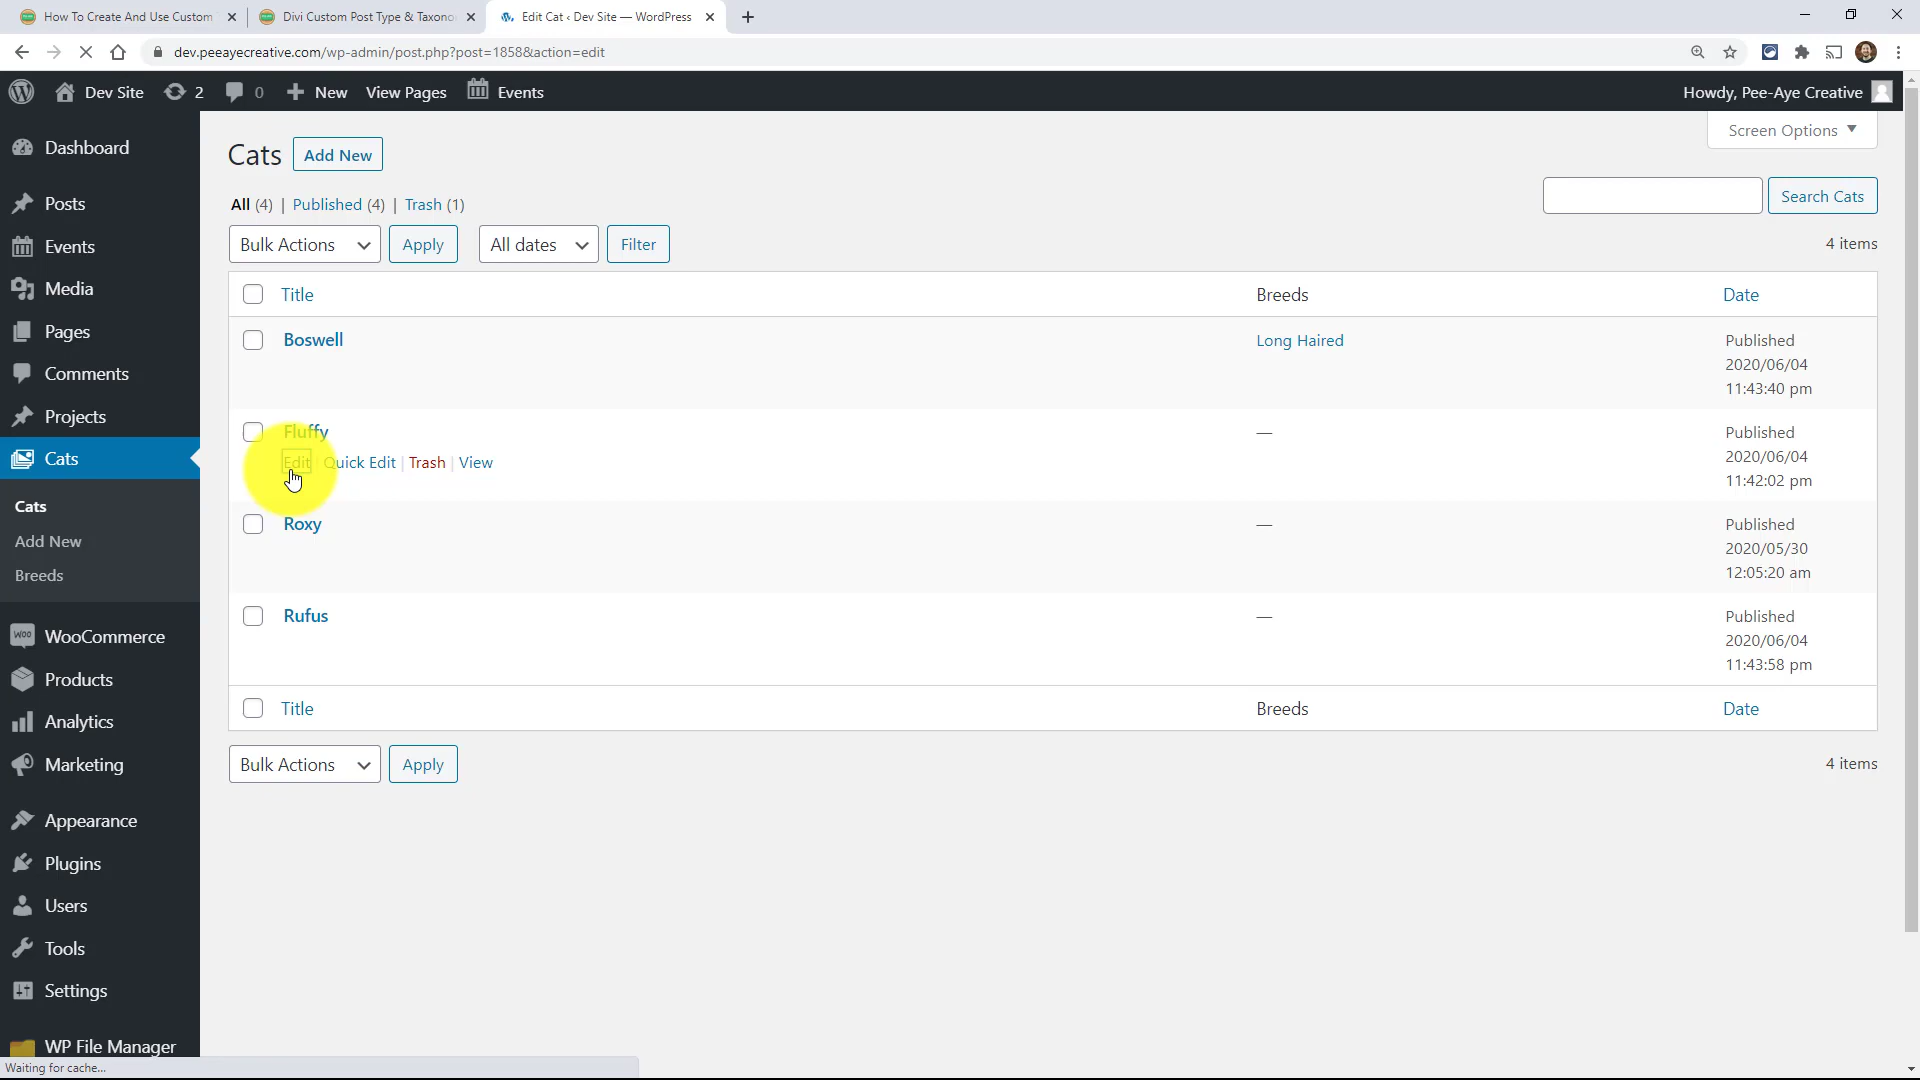 How To Create And Use Custom
Divi Custom Post Type & Taxono
Edit Cat ‹ Dev Site — WordPress
dev.peeayecreative.com/wp-admin/post.php?post=1858&action=edit
Dev Site
2
0
New
View Pages
Events
Howdy, Pee-Aye Creative
Screen Options
Dashboard
Posts
Events
Media
Pages
Comments
Projects
Cats
Cats
Add New
Breeds
WooCommerce
Products
Analytics
Marketing
Appearance
Plugins
Users
Tools
Settings
WP File Manager
Cats
Add New
All (4) | Published (4) | Trash (1)
Search Cats
Bulk Actions
Apply
All dates
Filter
4 items
Title
Breeds
Date
Boswell
Long Haired
Published
2020/06/04
11:43:40 pm
Fluffy
—
Edit | Quick Edit | Trash | View
Published
2020/06/04
11:42:02 pm
Roxy
—
Published
2020/05/30
12:05:20 am
Rufus
—
Published
2020/06/04
11:43:58 pm
Title
Breeds
Date
Bulk Actions
Apply
4 items
Waiting for cache...